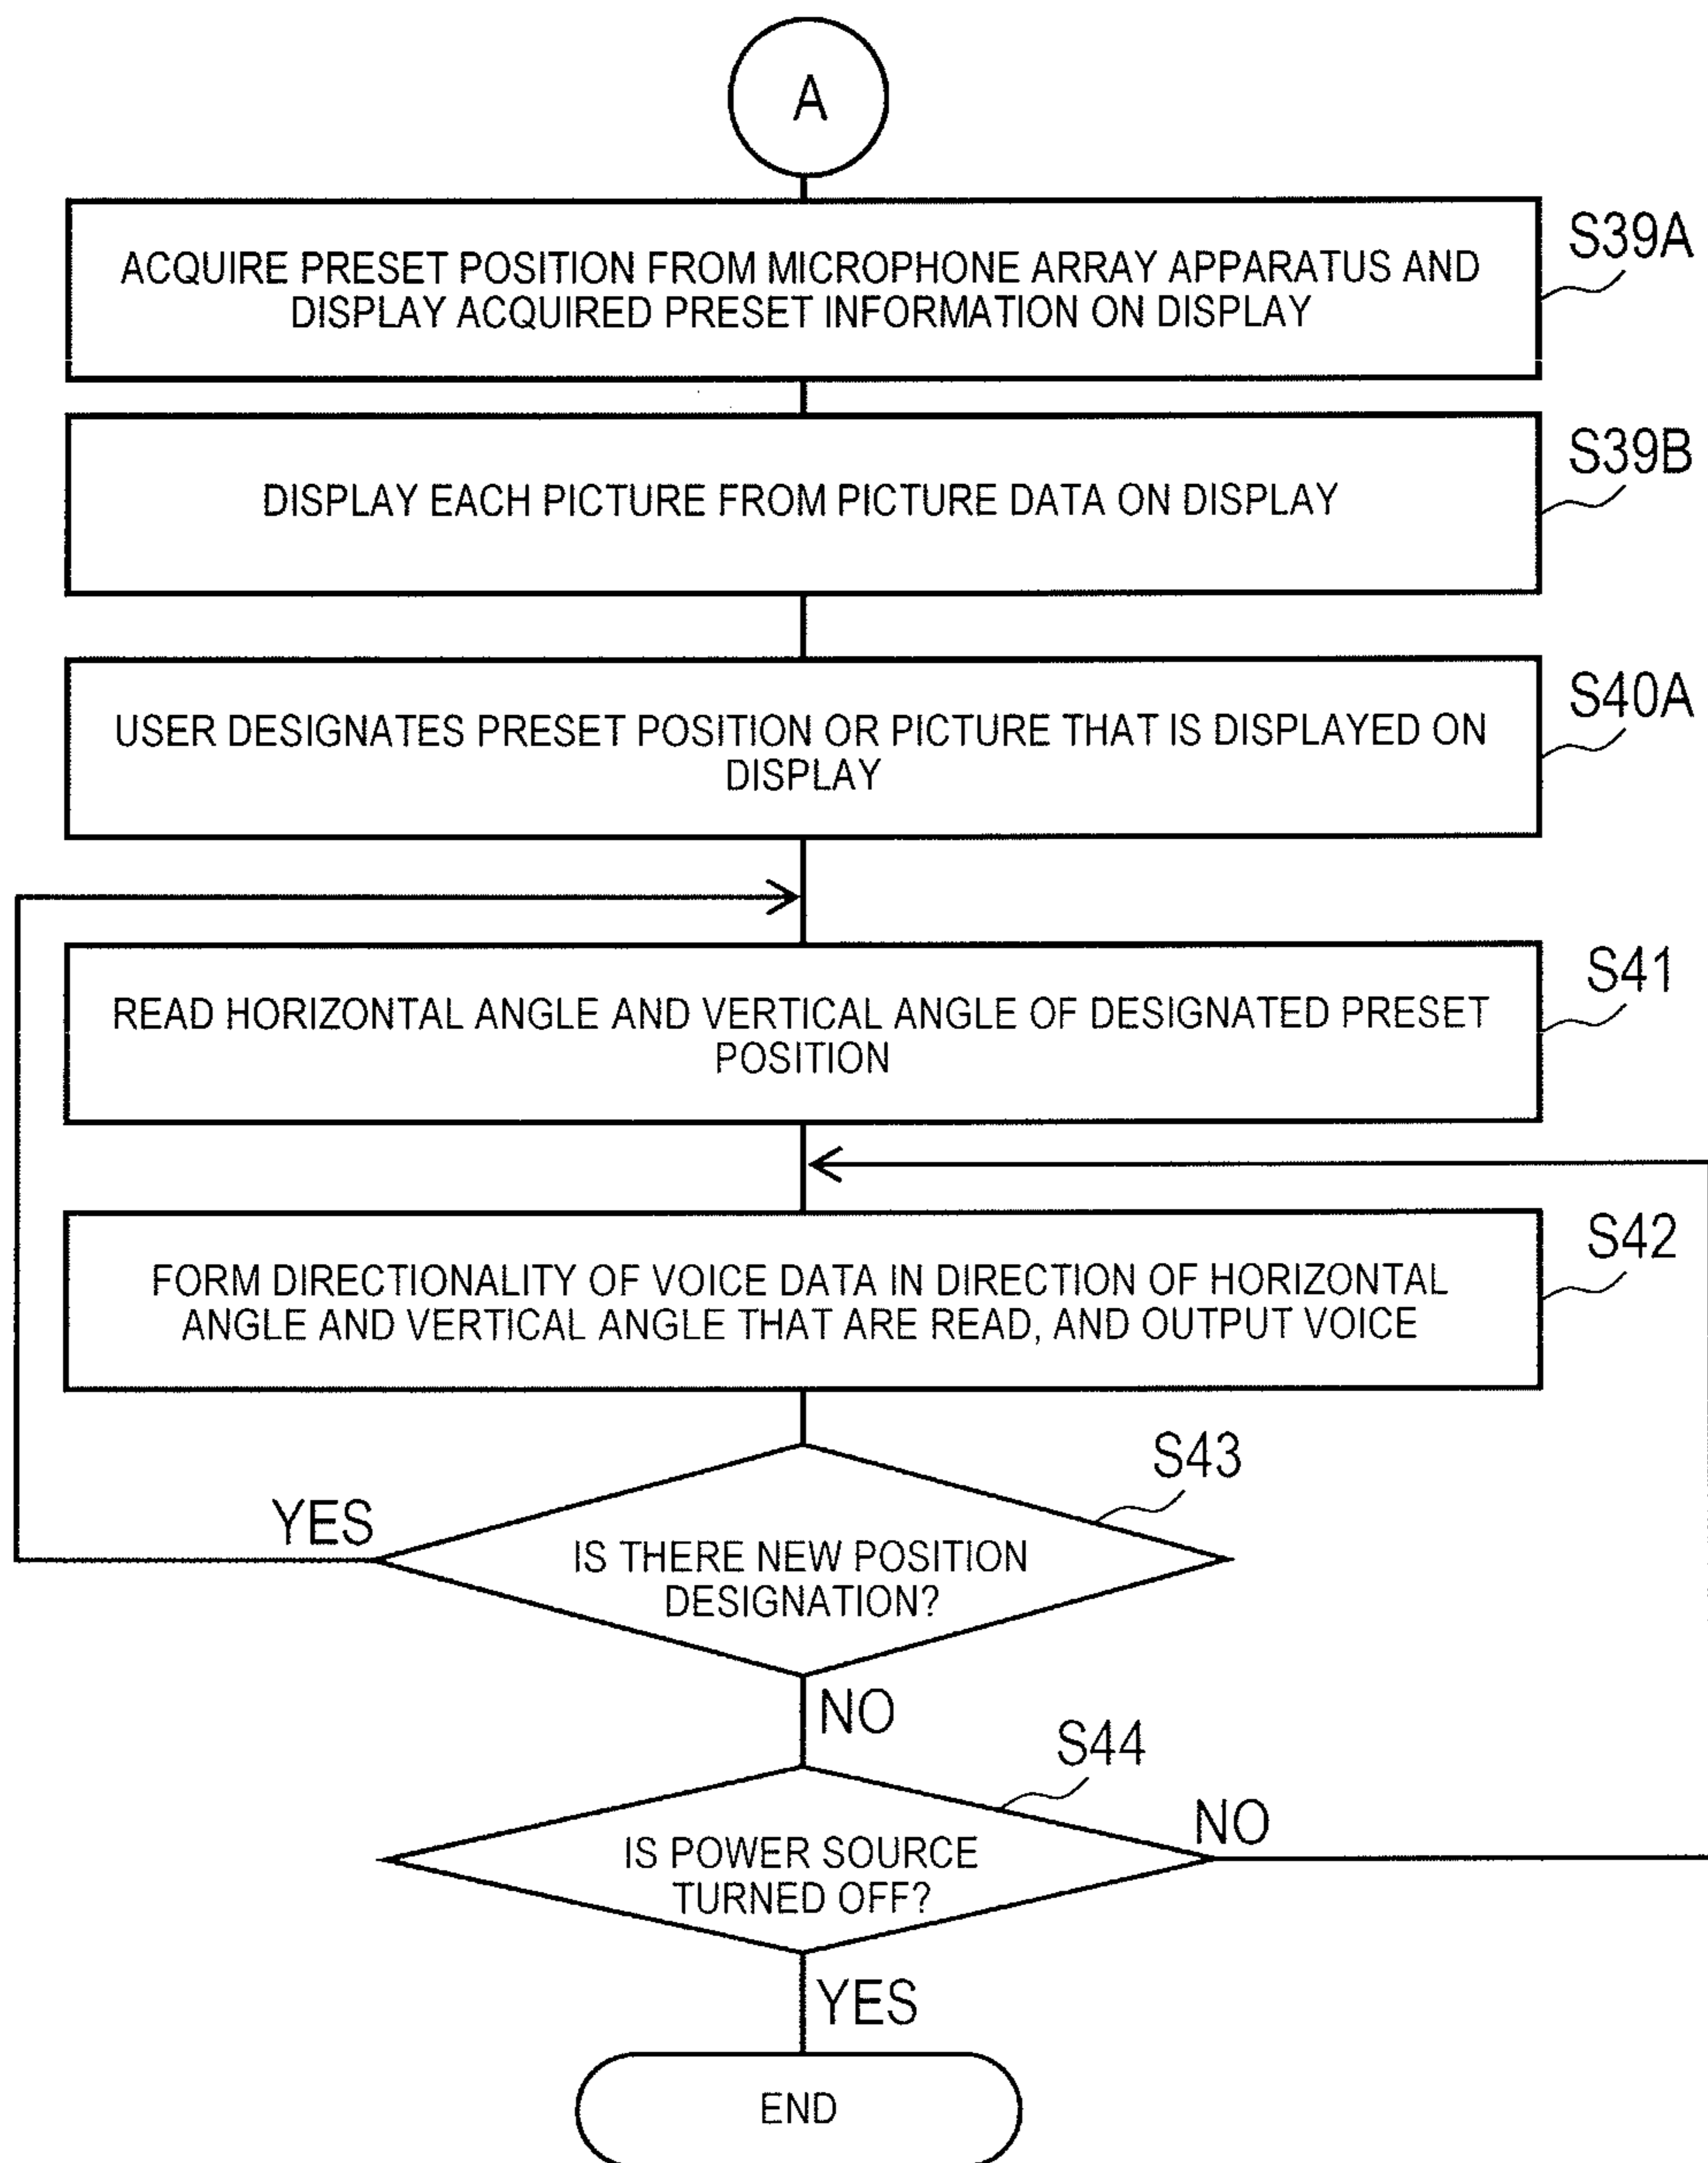 A
S39A
ACQUIRE PRESET POSITION FROM MICROPHONE ARRAY APPARATUS AND
DISPLAY ACQUIRED PRESET INFORMATION ON DISPLAY
S39B
DISPLAY EACH PICTURE FROM PICTURE DATA ON DISPLAY
S40A
USER DESIGNATES PRESET POSITION OR PICTURE THAT IS DISPLAYED ON
DISPLAY
S41
READ HORIZONTAL ANGLE AND VERTICAL ANGLE OF DESIGNATED PRESET
POSITION
S42
FORM DIRECTIONALITY OF VOICE DATA IN DIRECTION OF HORIZONTAL
ANGLE AND VERTICAL ANGLE THAT ARE READ, AND OUTPUT VOICE
S43
YES
IS THERE NEW POSITION
DESIGNATION?
NO
S44
NO
IS POWER SOURCE
TURNED OFF?
YES
END